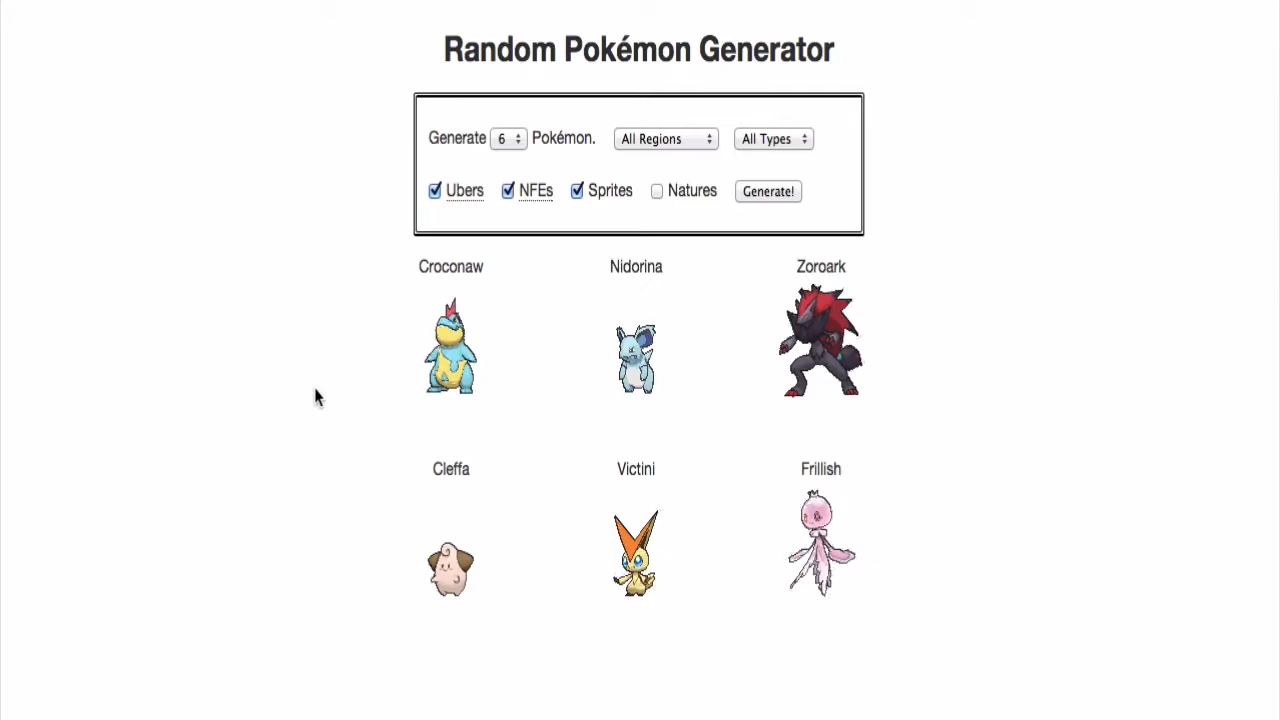 Random Pokémon Generator
Generate 6 Pokémon. All Regions All Types
Ubers NFEs Sprites Natures Generate!
Croconaw Nidorina Zoroark
Cleffa Victini Frillish